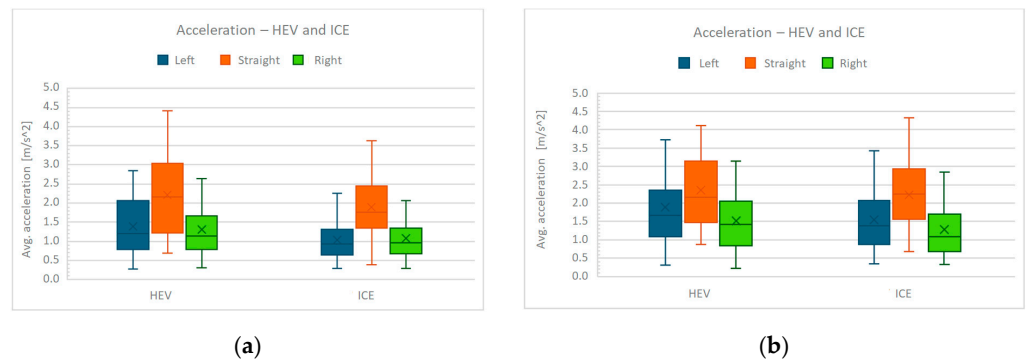 Acceleration – HEV and ICE
Left Straight Right
Avg. acceleration [m/s^2]
5.0
4.5
4.0
3.5
3.0
2.5
2.0
1.5
1.0
0.5
0.0
HEV ICE
(a)
Acceleration – HEV and ICE
Left Straight Right
Avg. acceleration [m/s^2]
5.0
4.5
4.0
3.5
3.0
2.5
2.0
1.5
1.0
0.5
0.0
HEV ICE
(b)